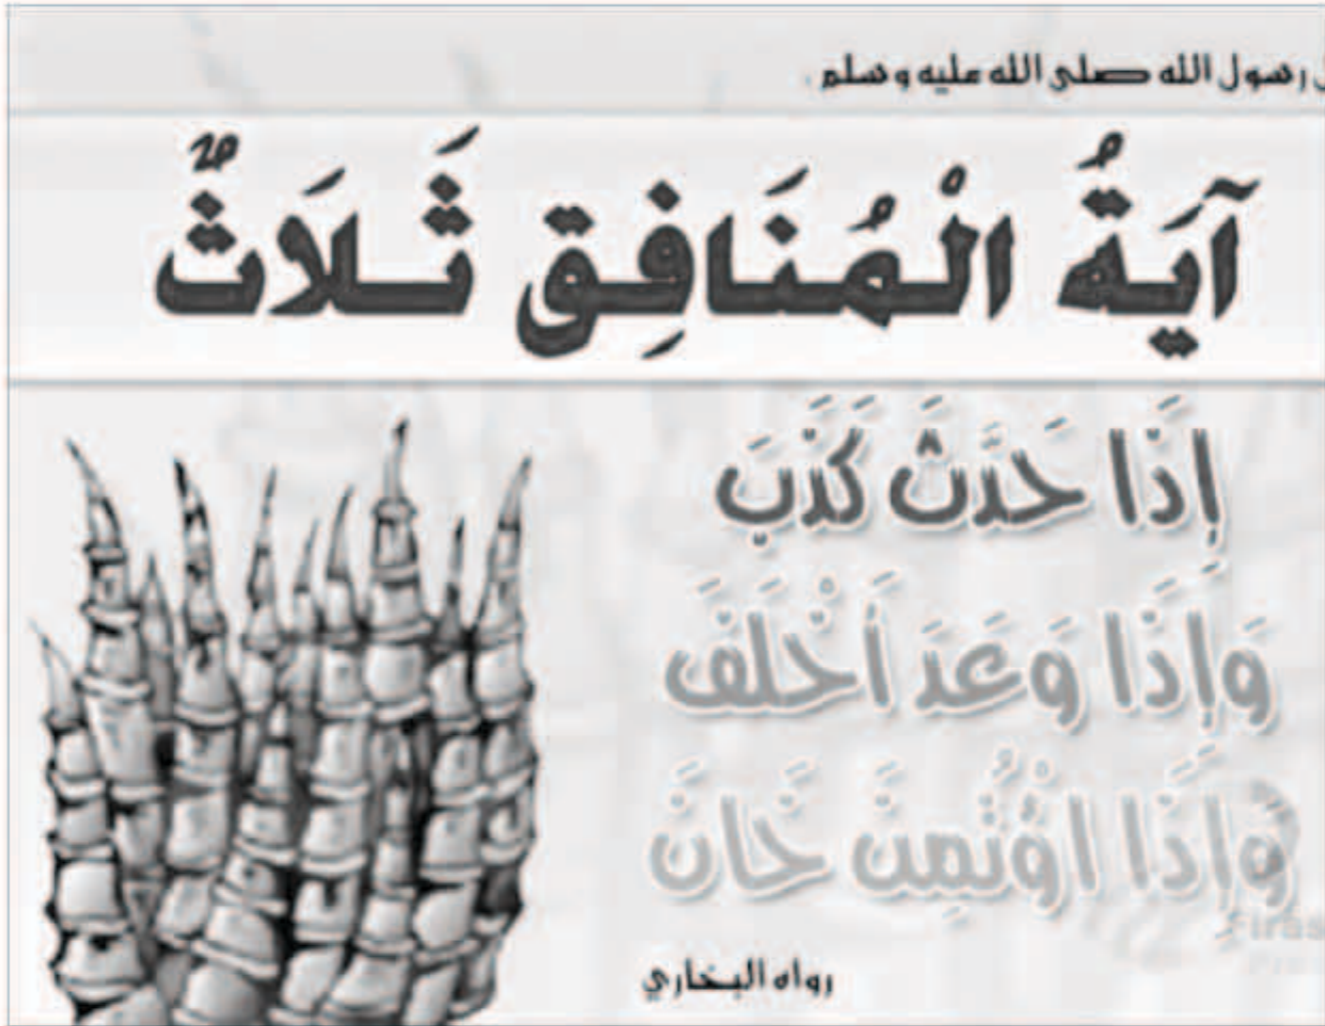 رسول الله صلى الله عليه وسلم
آيَةُ الْمُنَافِقِ ثَلَاثٌ
إِذَا حَدَّثَ كَذَبَ
وَإِذَا وَعَدَ أَخْلَفَ
وَإِذَا اؤْتُمِنَ خَانَ
رواه البخاري